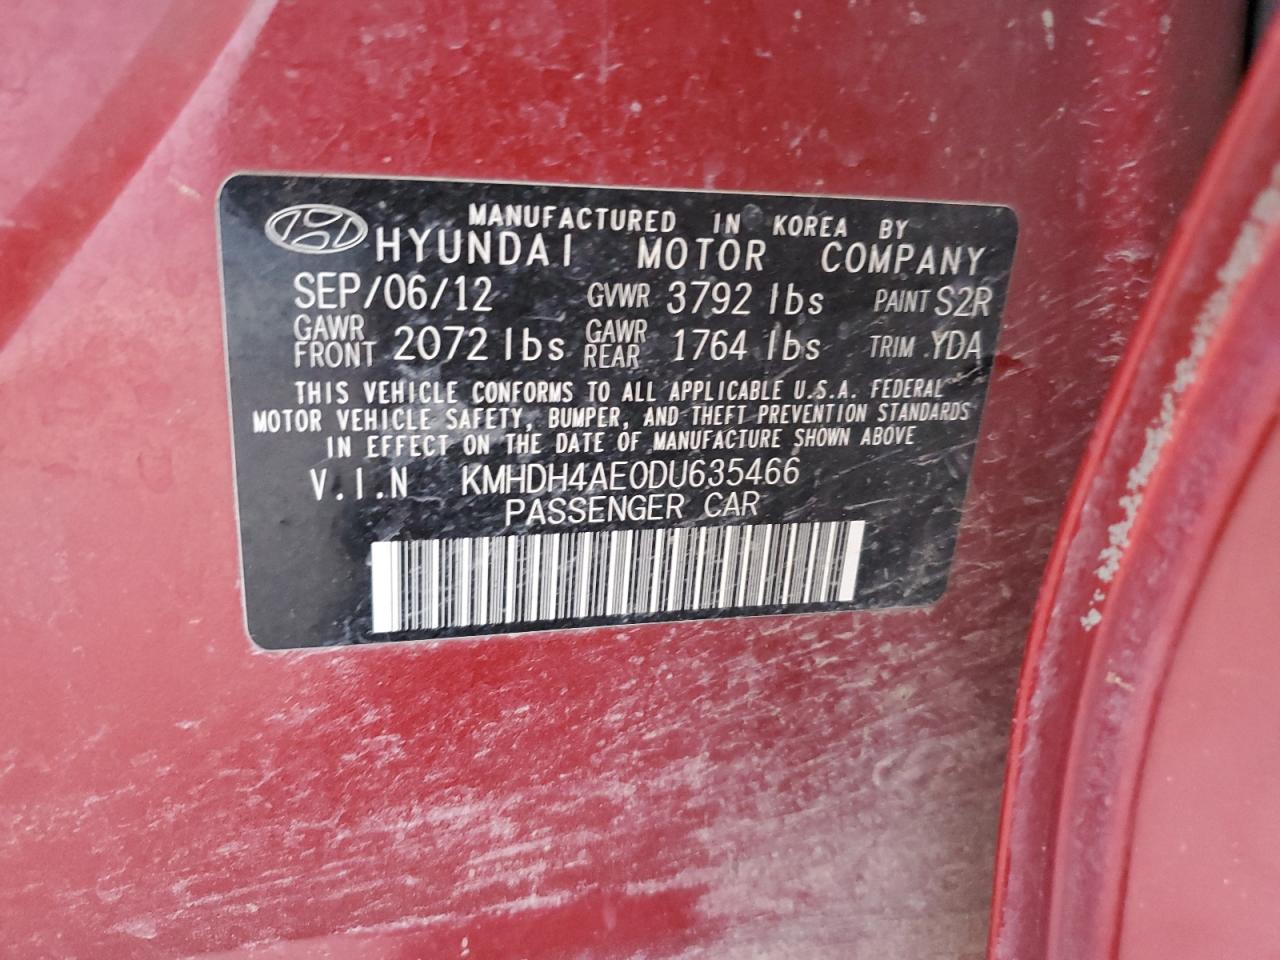 MANUFACTURED IN KOREA BY
HYUNDAI MOTOR COMPANY
SEP/06/12 GVWR 3792 lbs PAINT S2R
GAWR FRONT 2072 lbs GAWR REAR 1764 lbs TRIM YDA
THIS VEHICLE CONFORMS TO ALL APPLICABLE U.S.A. FEDERAL
MOTOR VEHICLE SAFETY, BUMPER, AND THEFT PREVENTION STANDARDS
IN EFFECT ON THE DATE OF MANUFACTURE SHOWN ABOVE
V.I.N KMHDH4AE0DU635466
PASSENGER CAR